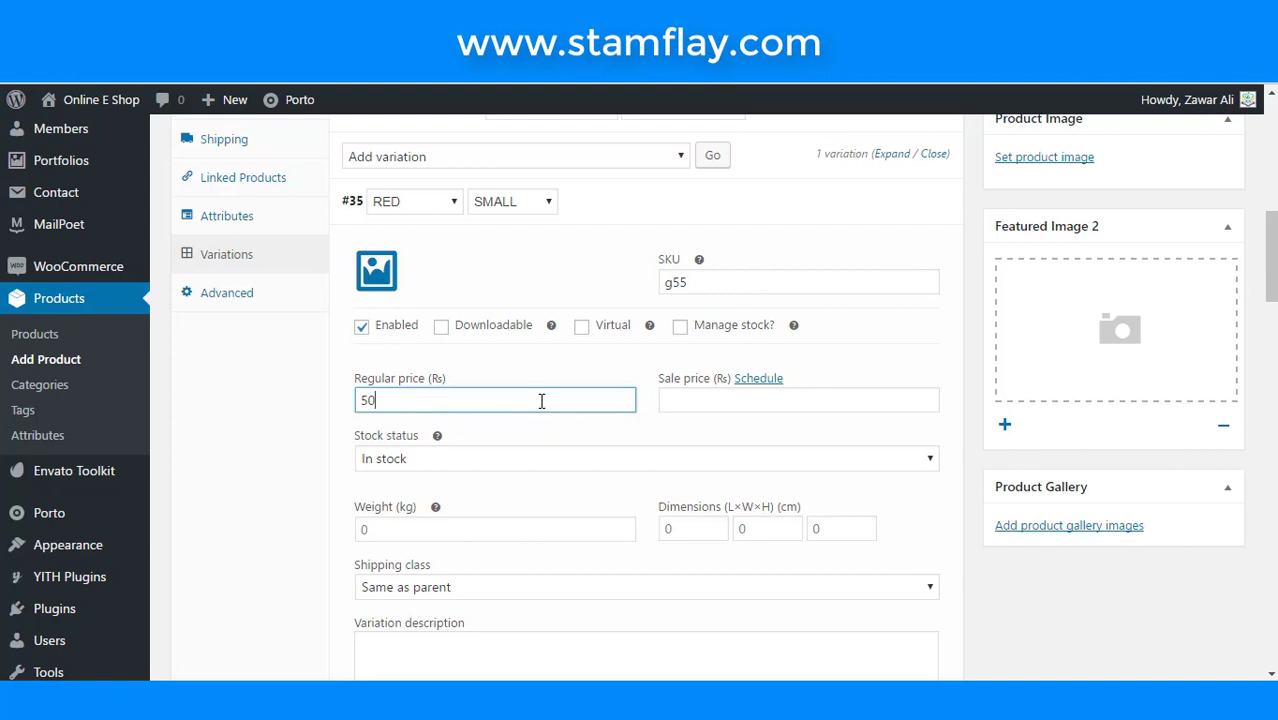 www.stamflay.com
Online E Shop
0
New
Porto
Howdy, Zawar Ali
Members
Portfolios
Contact
MailPoet
WooCommerce
Products
Products
Add Product
Categories
Tags
Attributes
Envato Toolkit
Porto
Appearance
YITH Plugins
Plugins
Users
Tools
Shipping
Linked Products
Attributes
Variations
Advanced
Add variation
Go
1 variation (Expand / Close)
#35 RED SMALL
SKU
g55
Enabled
Downloadable
Virtual
Manage stock?
Regular price (₨)
50
Sale price (₨) Schedule
Stock status
In stock
Weight (kg)
0
Dimensions (L×W×H) (cm)
0 0 0
Shipping class
Same as parent
Variation description
Product Image
Set product image
Featured Image 2
Product Gallery
Add product gallery images